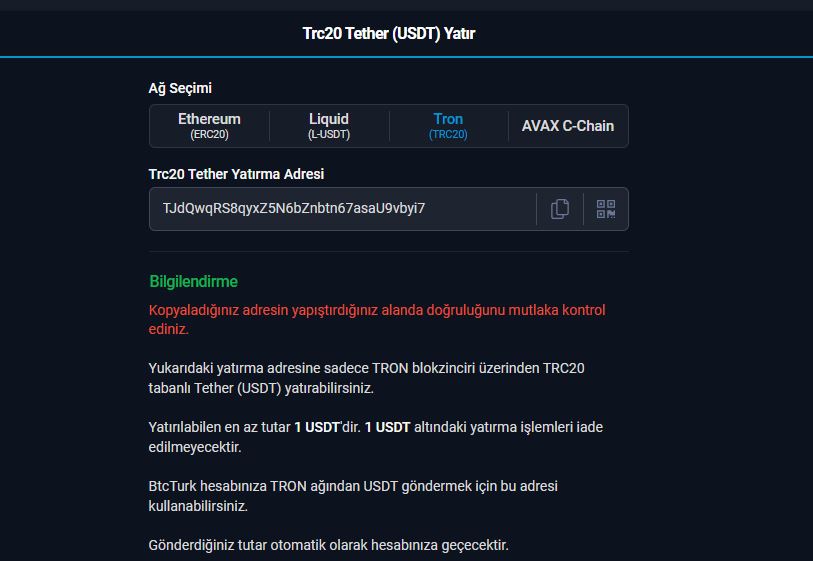 Trc20 Tether (USDT) Yatır
Ağ Seçimi
Ethereum
(ERC20)
Liquid
(L-USDT)
Tron
(TRC20)
AVAX C-Chain
Trc20 Tether Yatırma Adresi
TJdQwqRS8qyxZ5N6bZnbtn67asaU9vbyi7
Bilgilendirme
Kopyaladığınız adresin yapıştırdığınız alanda doğruluğunu mutlaka kontrol
ediniz.
Yukarıdaki yatırma adresine sadece TRON blokzinciri üzerinden TRC20
tabanlı Tether (USDT) yatırabilirsiniz.
Yatırılabilen en az tutar 1 USDT'dir. 1 USDT altındaki yatırma işlemleri iade
edilmeyecektir.
BtcTurk hesabınıza TRON ağından USDT göndermek için bu adresi
kullanabilirsiniz.
Gönderdiğiniz tutar otomatik olarak hesabınıza geçecektir.